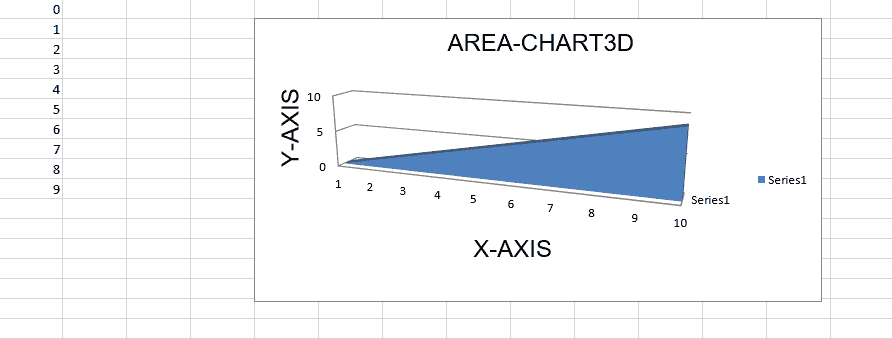 0
1
2
3
4
5
6
7
8
9
AREA-CHART3D
Y-AXIS
10
5
0
1 2 3 4 5 6 7 8 9 10
Series1
Series1
X-AXIS